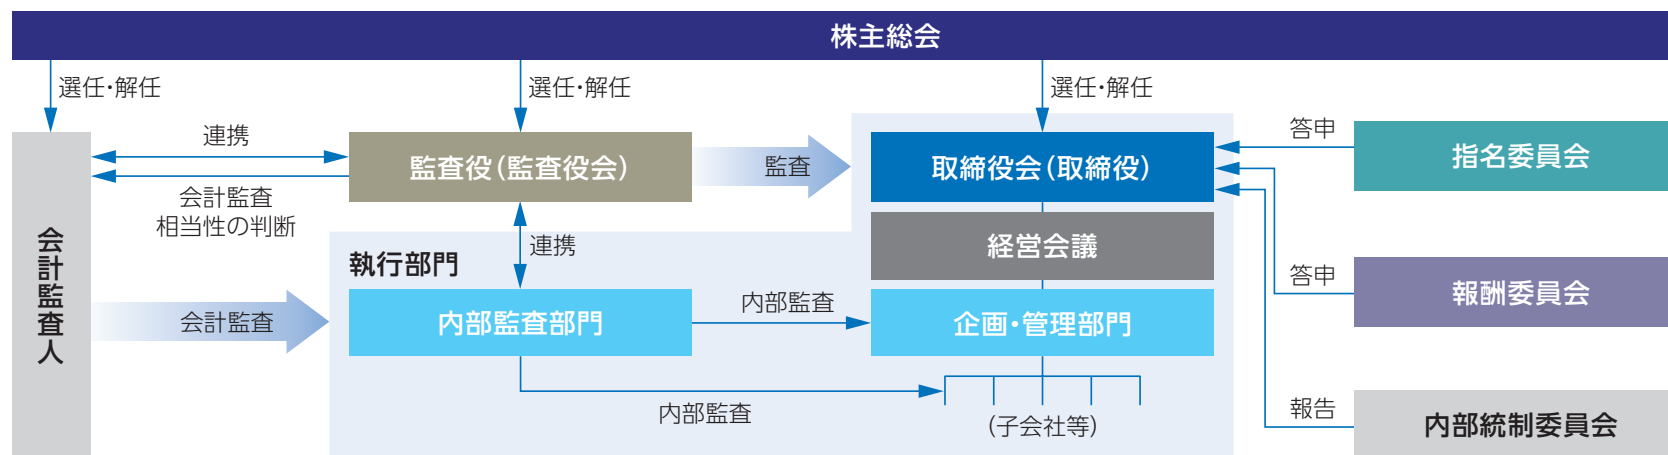 株主総会
選任・解任
選任・解任
選任・解任
連携
会計監査
相当性の判断
監査役（監査役会）
監査
取締役会（取締役）
答申
指名委員会
会計監査人
連携
執行部門
経営会議
会計監査
内部監査部門
内部監査
企画・管理部門
答申
報酬委員会
内部監査
（子会社等）
報告
内部統制委員会